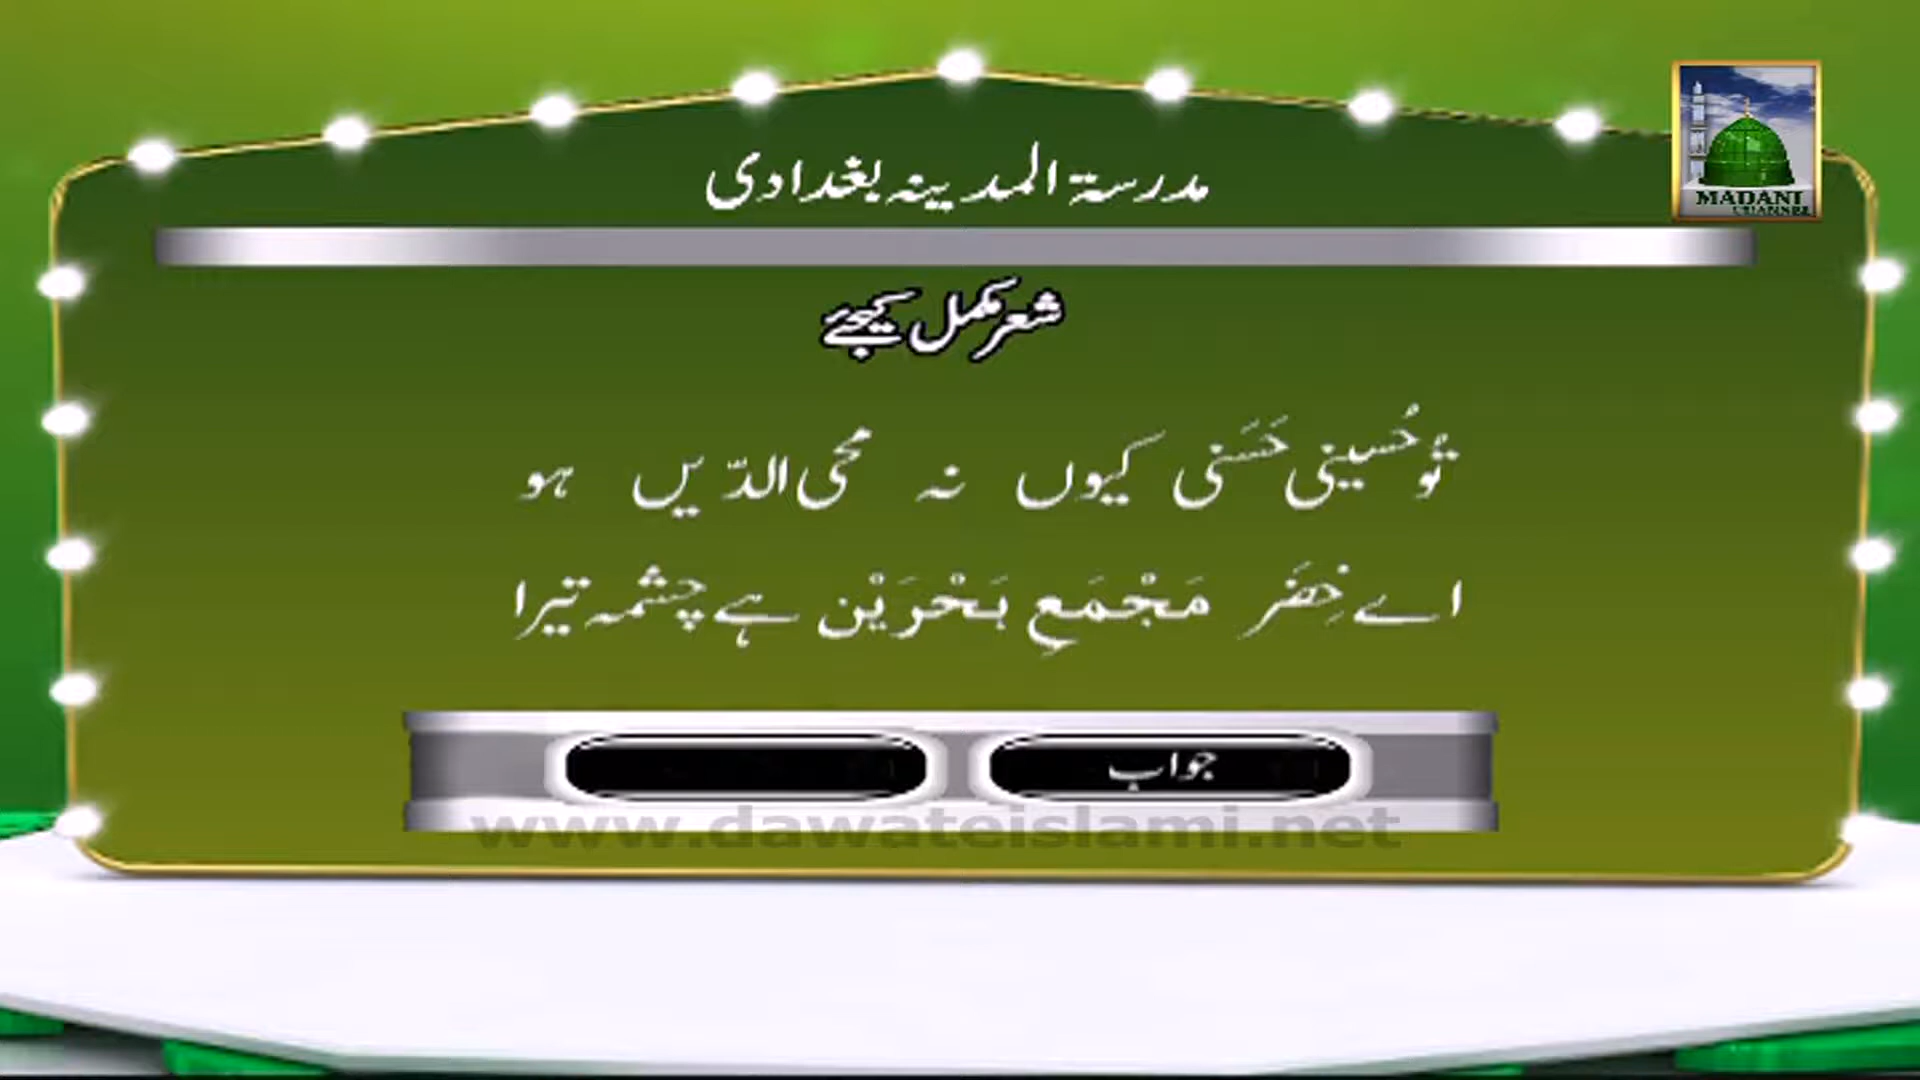 مدرسۃ المدینہ بغدادی
MADANI
CHANNEL
شعر مکمل کیجئے
تُو حُسینی حَسَنی کیوں نہ محی الدّیں ہو
اے خِضَر مَجْمَعِ بَحْرَیْن ہے چشمہ تیرا
جواب
www.dawateislami.net